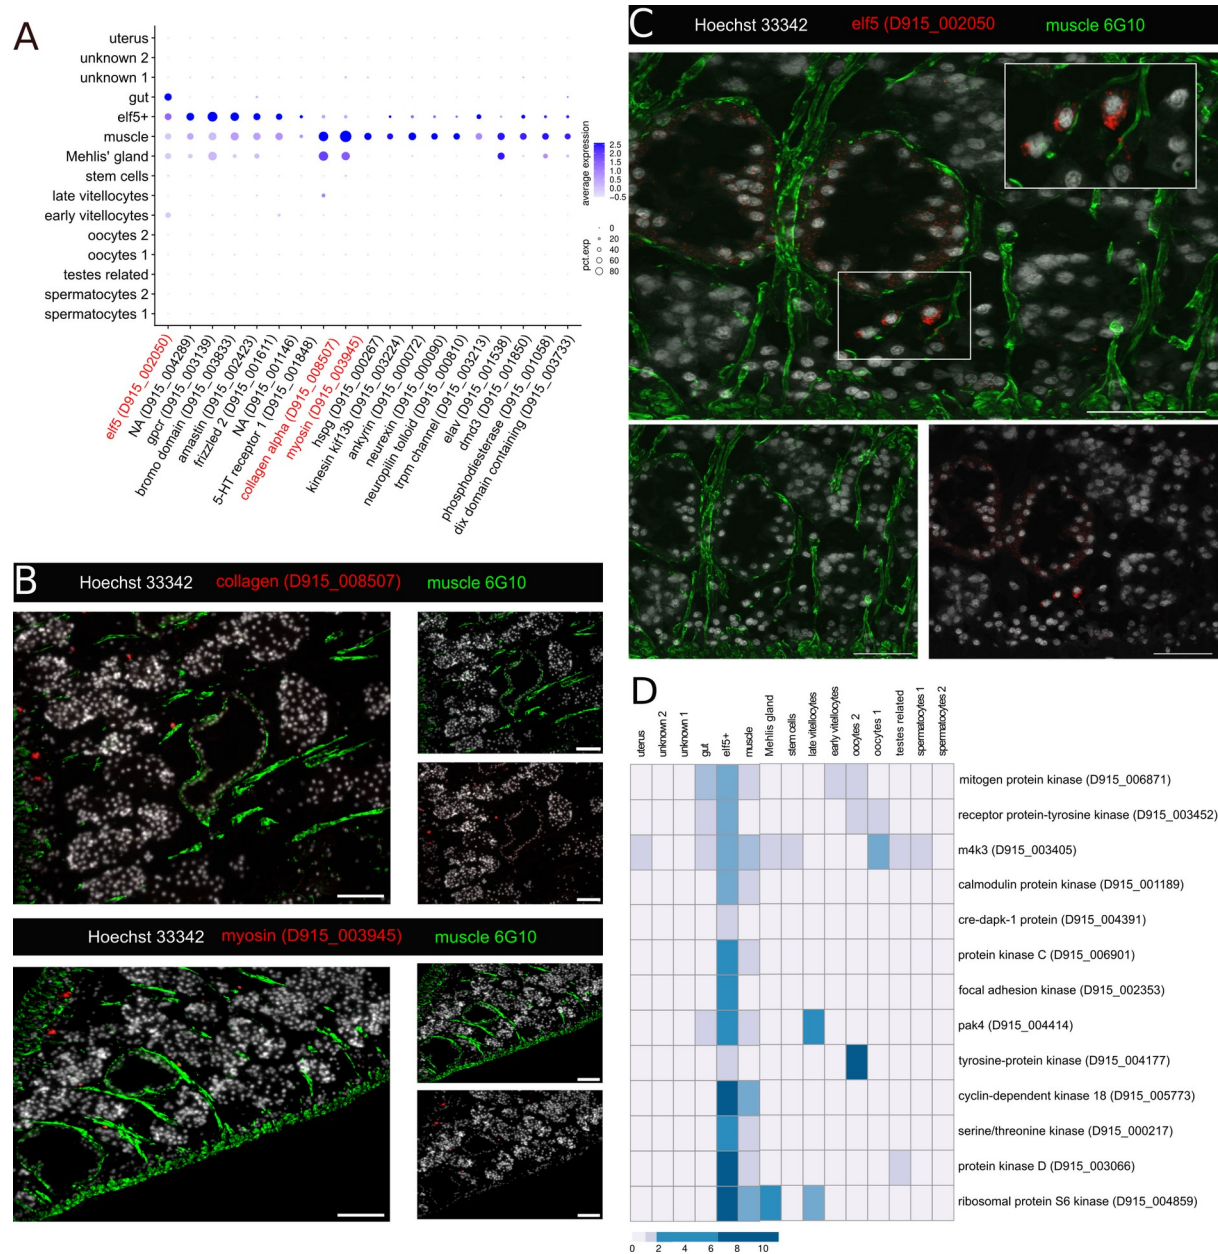 A
uterus
unknown 2
unknown 1
gut
elf5+
muscle
Mehlis' gland
stem cells
late vitellocytes
early vitellocytes
oocytes 2
oocytes 1
testes related
spermatocytes 2
spermatocytes 1
average expression
2.5
2.0
1.5
1.0
0.5
0.0
−0.5
pct.exp
0
20
40
60
80
elf5 (D915_002050)
NA (D915_004289)
gpcr (D915_003139)
bromo domain (D915_003833)
amastin (D915_002423)
frizzled 2 (D915_001611)
NA (D915_001146)
5-HT receptor 1 (D915_001848)
collagen alpha (D915_008507)
myosin (D915_003945)
hspg (D915_000267)
kinesin kif13b (D915_003224)
ankyrin (D915_000072)
neurexin (D915_000090)
neuropilin tolloid (D915_000810)
trpm channel (D915_003213)
elav (D915_001538)
dmd3 (D915_001850)
phosphodiesterase (D915_001058)
dix domain containing (D915_003733)
B
Hoechst 33342 collagen (D915_008507) muscle 6G10
Hoechst 33342 myosin (D915_003945) muscle 6G10
C
Hoechst 33342 elf5 (D915_002050 muscle 6G10
D
uterus
unknown 2
unknown 1
gut
elf5+
muscle
Mehlis gland
stem cells
late vitellocytes
early vitellocytes
oocytes 2
oocytes 1
testes related
spermatocytes 1
spermatocytes 2
mitogen protein kinase (D915_006871)
receptor protein-tyrosine kinase (D915_003452)
m4k3 (D915_003405)
calmodulin protein kinase (D915_001189)
cre-dapk-1 protein (D915_004391)
protein kinase C (D915_006901)
focal adhesion kinase (D915_002353)
pak4 (D915_004414)
tyrosine-protein kinase (D915_004177)
cyclin-dependent kinase 18 (D915_005773)
serine/threonine kinase (D915_000217)
protein kinase D (D915_003066)
ribosomal protein S6 kinase (D915_004859)
0 2 4 6 8 10